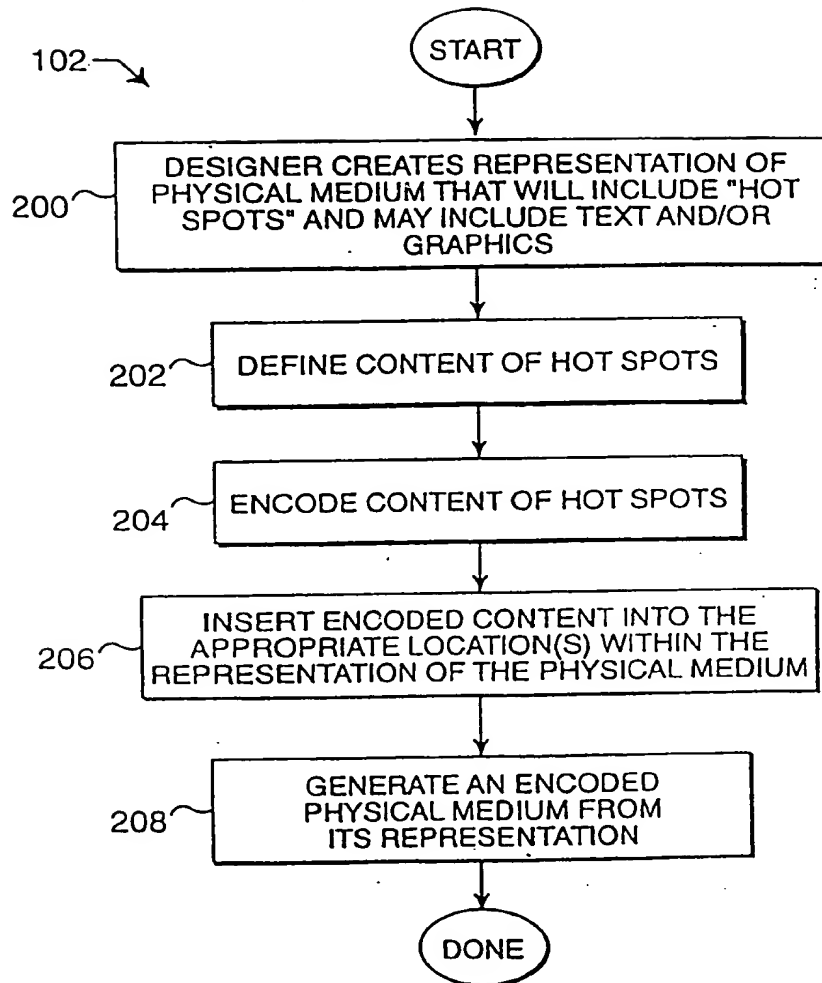 START
102
DESIGNER CREATES REPRESENTATION OF
PHYSICAL MEDIUM THAT WILL INCLUDE "HOT
SPOTS" AND MAY INCLUDE TEXT AND/OR
GRAPHICS
200
DEFINE CONTENT OF HOT SPOTS
202
ENCODE CONTENT OF HOT SPOTS
204
INSERT ENCODED CONTENT INTO THE
APPROPRIATE LOCATION(S) WITHIN THE
REPRESENTATION OF THE PHYSICAL MEDIUM
206
GENERATE AN ENCODED
PHYSICAL MEDIUM FROM
ITS REPRESENTATION
208
DONE